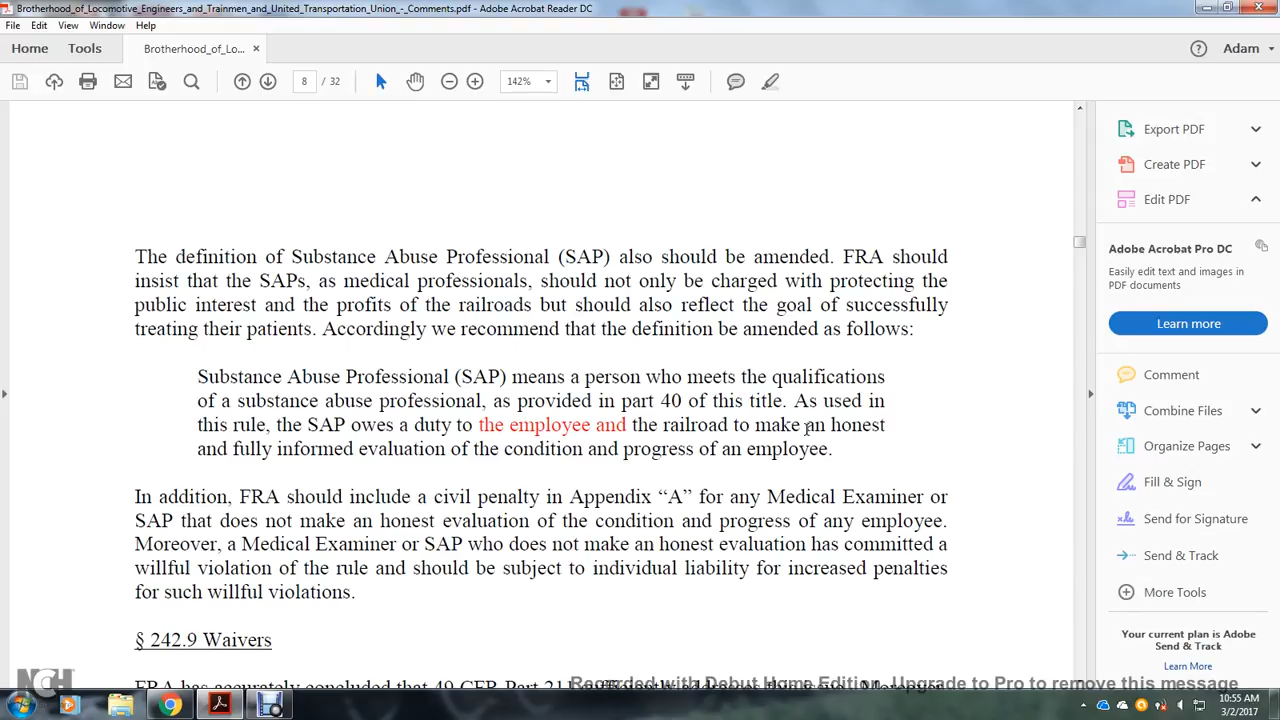 Brotherhood_of_Locomotive_Engineers_and_Trainmen_and_United_Transportation_Union_-_Comments.pdf - Adobe Acrobat Reader DC
File Edit View Window Help
Home Tools Brotherhood_of_Lo... × Adam
8 / 32 142%
Export PDF
Create PDF
Edit PDF
Adobe Acrobat Pro DC
Easily edit text and images in
PDF documents
Learn more
Comment
Combine Files
Organize Pages
Fill & Sign
Send for Signature
Send & Track
More Tools
Your current plan is Adobe
Send & Track
Learn More
The definition of Substance Abuse Professional (SAP) also should be amended. FRA should
insist that the SAPs, as medical professionals, should not only be charged with protecting the
public interest and the profits of the railroads but should also reflect the goal of successfully
treating their patients. Accordingly we recommend that the definition be amended as follows:
Substance Abuse Professional (SAP) means a person who meets the qualifications
of a substance abuse professional, as provided in part 40 of this title. As used in
this rule, the SAP owes a duty to the employee and the railroad to make an honest
and fully informed evaluation of the condition and progress of an employee.
In addition, FRA should include a civil penalty in Appendix “A” for any Medical Examiner or
SAP that does not make an honest evaluation of the condition and progress of any employee.
Moreover, a Medical Examiner or SAP who does not make an honest evaluation has committed a
willful violation of the rule and should be subject to individual liability for increased penalties
for such willful violations.
§ 242.9 Waivers
FRA has accurately concluded that 49 CFR Part 211
NCH
Recorded with Debut Home Edition. Upgrade to Pro to remove this message
10:55 AM
3/2/2017